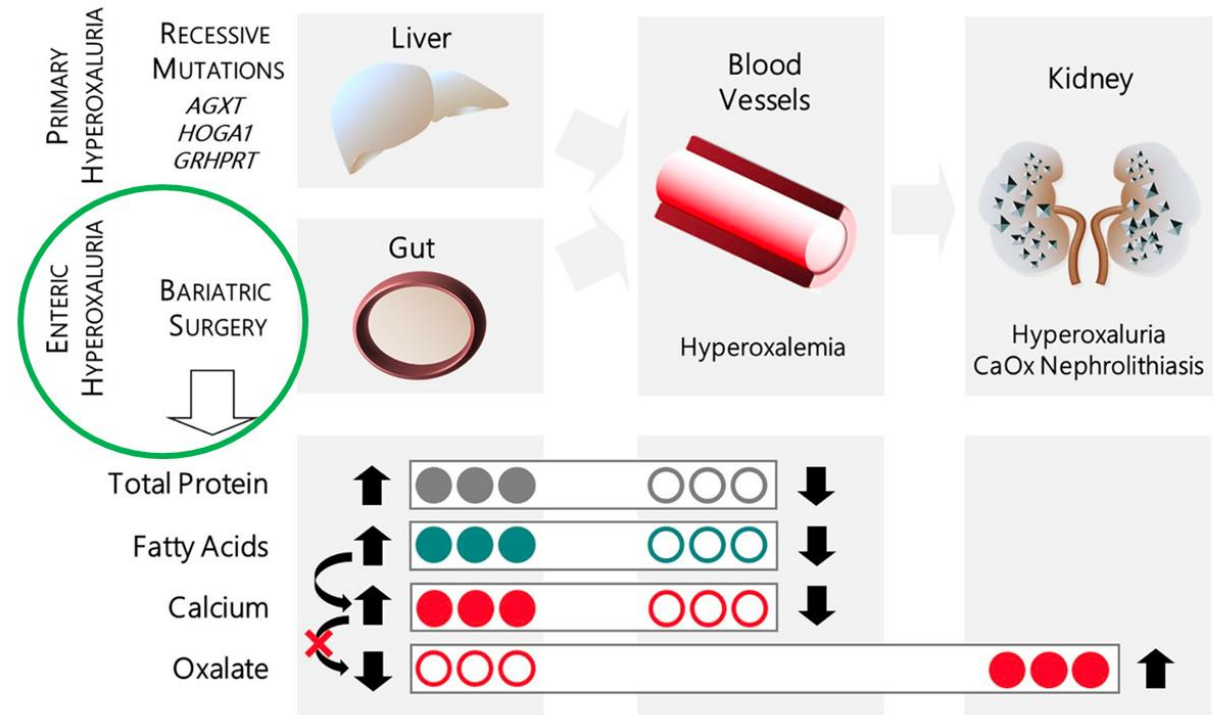 PRIMARY
HYPEROXALURIA
RECESSIVE
MUTATIONS
AGXT
HOGA1
GRHPRT
Liver
Blood
Vessels
Kidney
ENTERIC
HYPEROXALURIA
BARIATRIC
SURGERY
Gut
Hyperoxalemia
Hyperoxaluria
CaOx Nephrolithiasis
Total Protein
Fatty Acids
Calcium
Oxalate